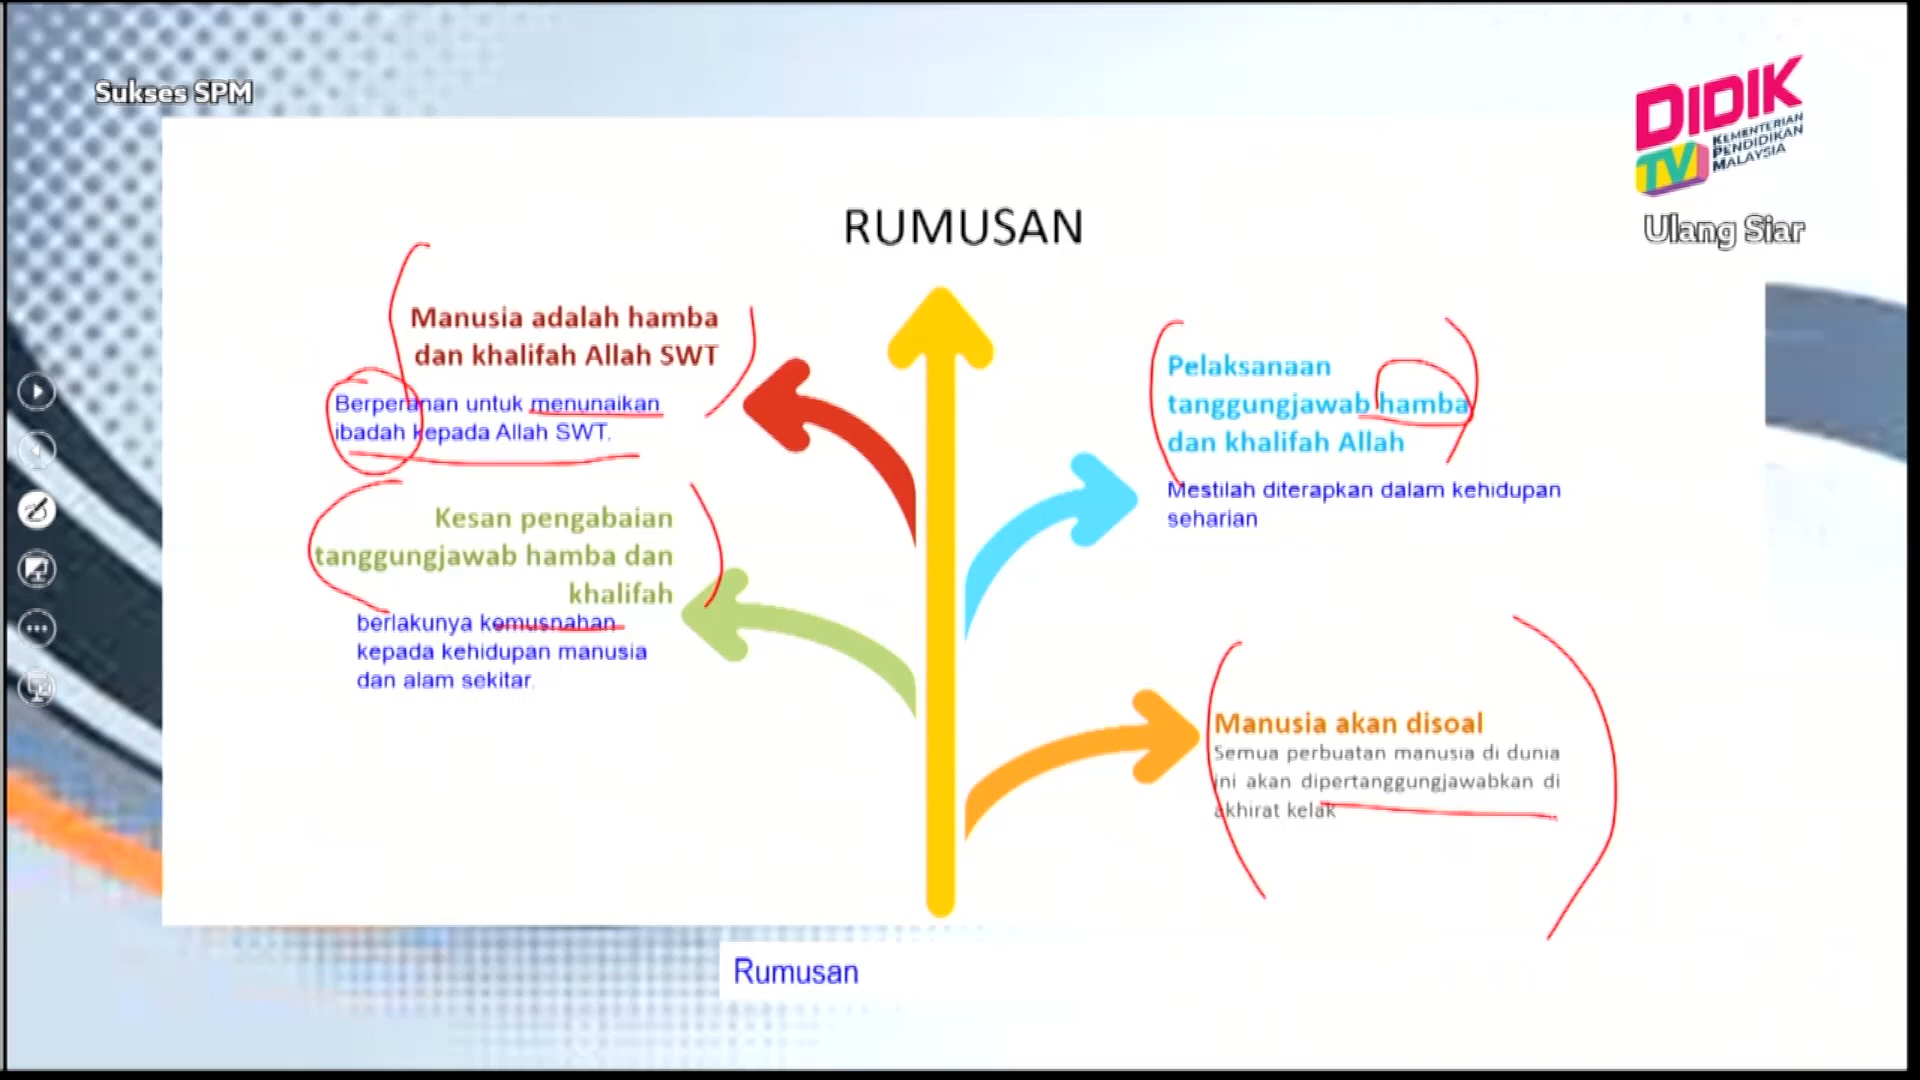 Sukses SPM
DIDIK
TV
KEMENTERIAN
PENDIDIKAN
MALAYSIA
Ulang Siar
RUMUSAN
Manusia adalah hamba
dan khalifah Allah SWT
Berperanan untuk menunaikan
ibadah kepada Allah SWT.
Kesan pengabaian
tanggungjawab hamba dan
khalifah
berlakunya kemusnahan
kepada kehidupan manusia
dan alam sekitar.
Pelaksanaan
tanggungjawab hamba
dan khalifah Allah
Mestilah diterapkan dalam kehidupan
seharian
Manusia akan disoal
Semua perbuatan manusia di dunia
ini akan dipertanggungjawabkan di
akhirat kelak
Rumusan